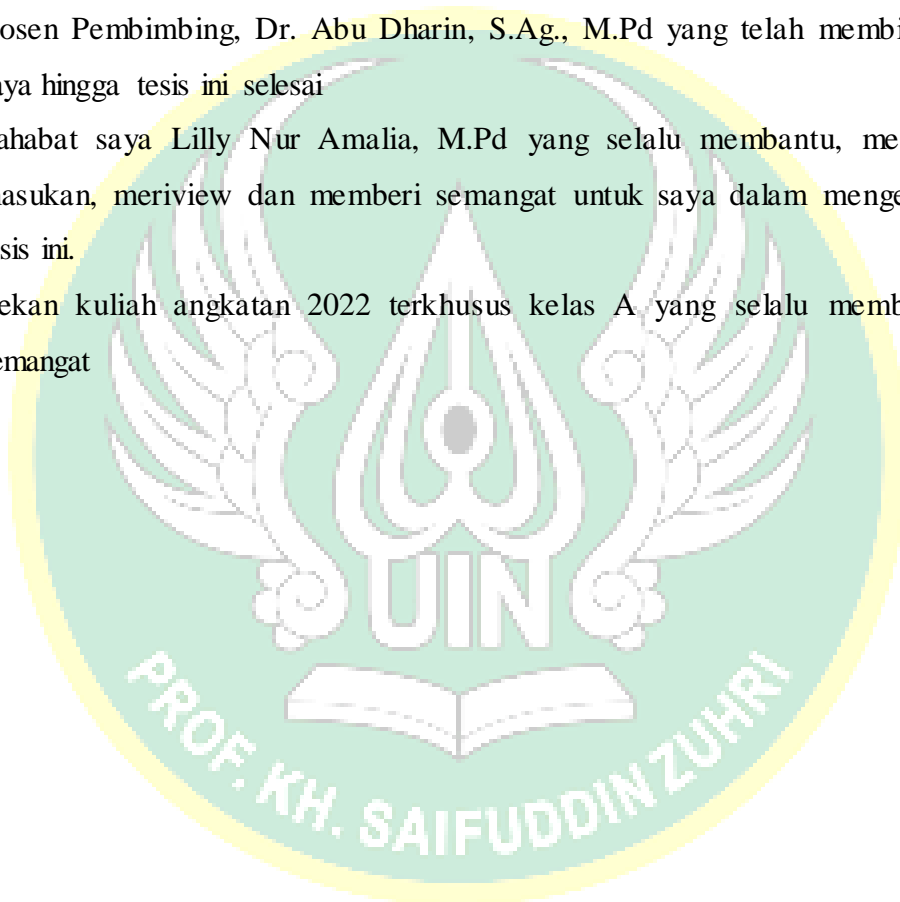 osen Pembimbing, Dr. Abu Dharin, S.Ag., M.Pd yang telah membi
aya hingga tesis ini selesai
ahabat saya Lilly Nur Amalia, M.Pd yang selalu membantu, me
nasukan, meriview dan memberi semangat untuk saya dalam menge
sis ini.
ekan kuliah angkatan 2022 terkhusus kelas A yang selalu memb
emangat
UIN
PROF. KH. SAIFUDDIN ZUHRI